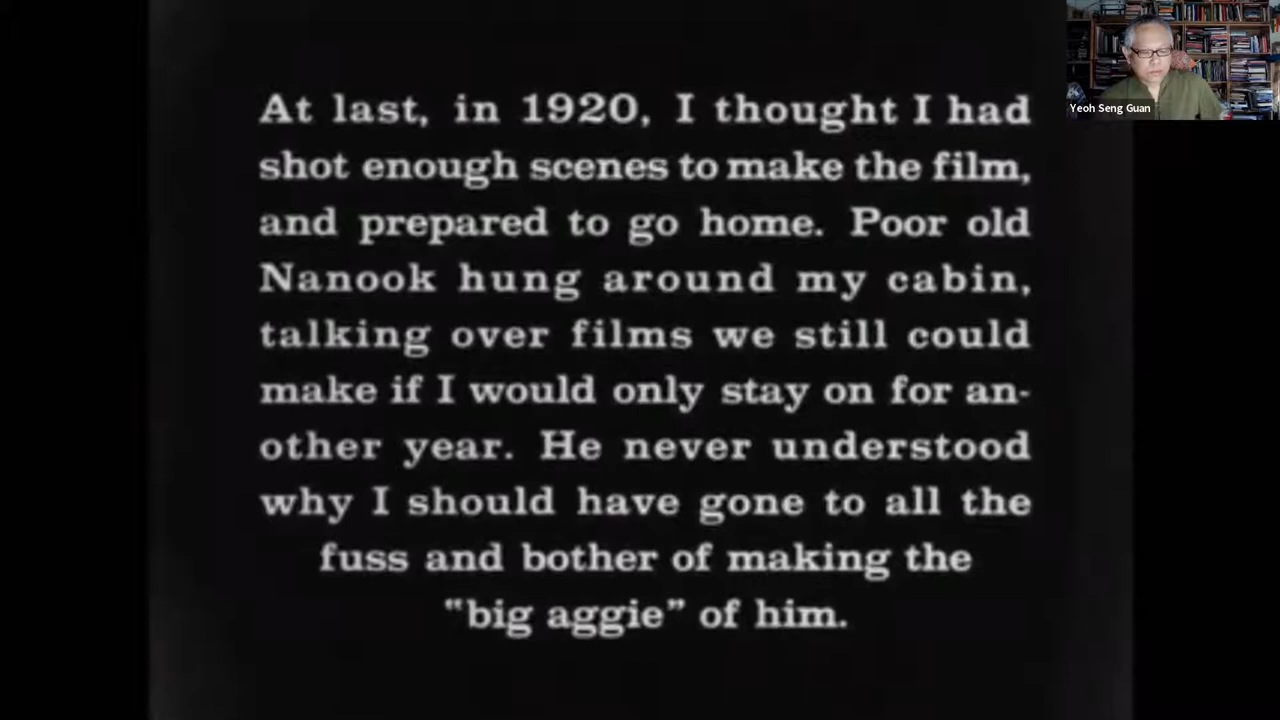 At last, in 1920, I thought I had
shot enough scenes to make the film,
and prepared to go home. Poor old
Nanook hung around my cabin,
talking over films we still could
make if I would only stay on for an-
other year. He never understood
why I should have gone to all the
fuss and bother of making the
“big aggie” of him.
Yeoh Seng Guan